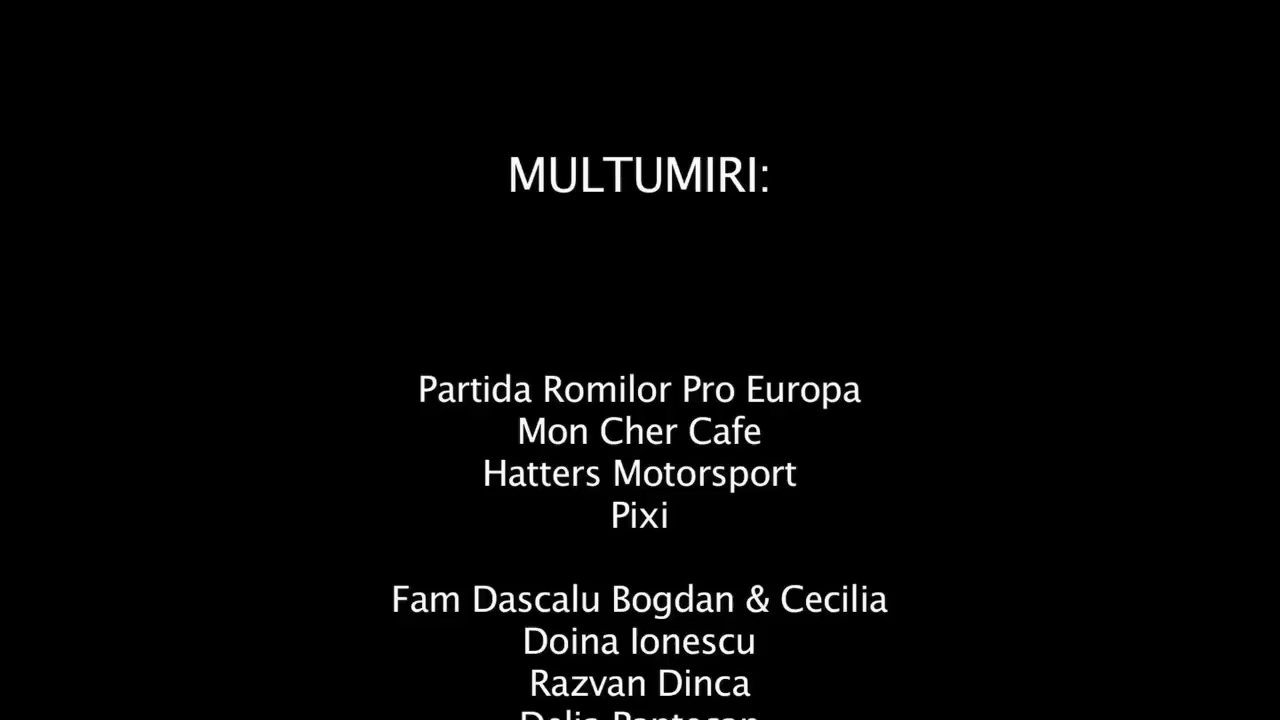 MULTUMIRI:
Partida Romilor Pro Europa
Mon Cher Cafe
Hatters Motorsport
Pixi
Fam Dascalu Bogdan & Cecilia
Doina Ionescu
Razvan Dinca